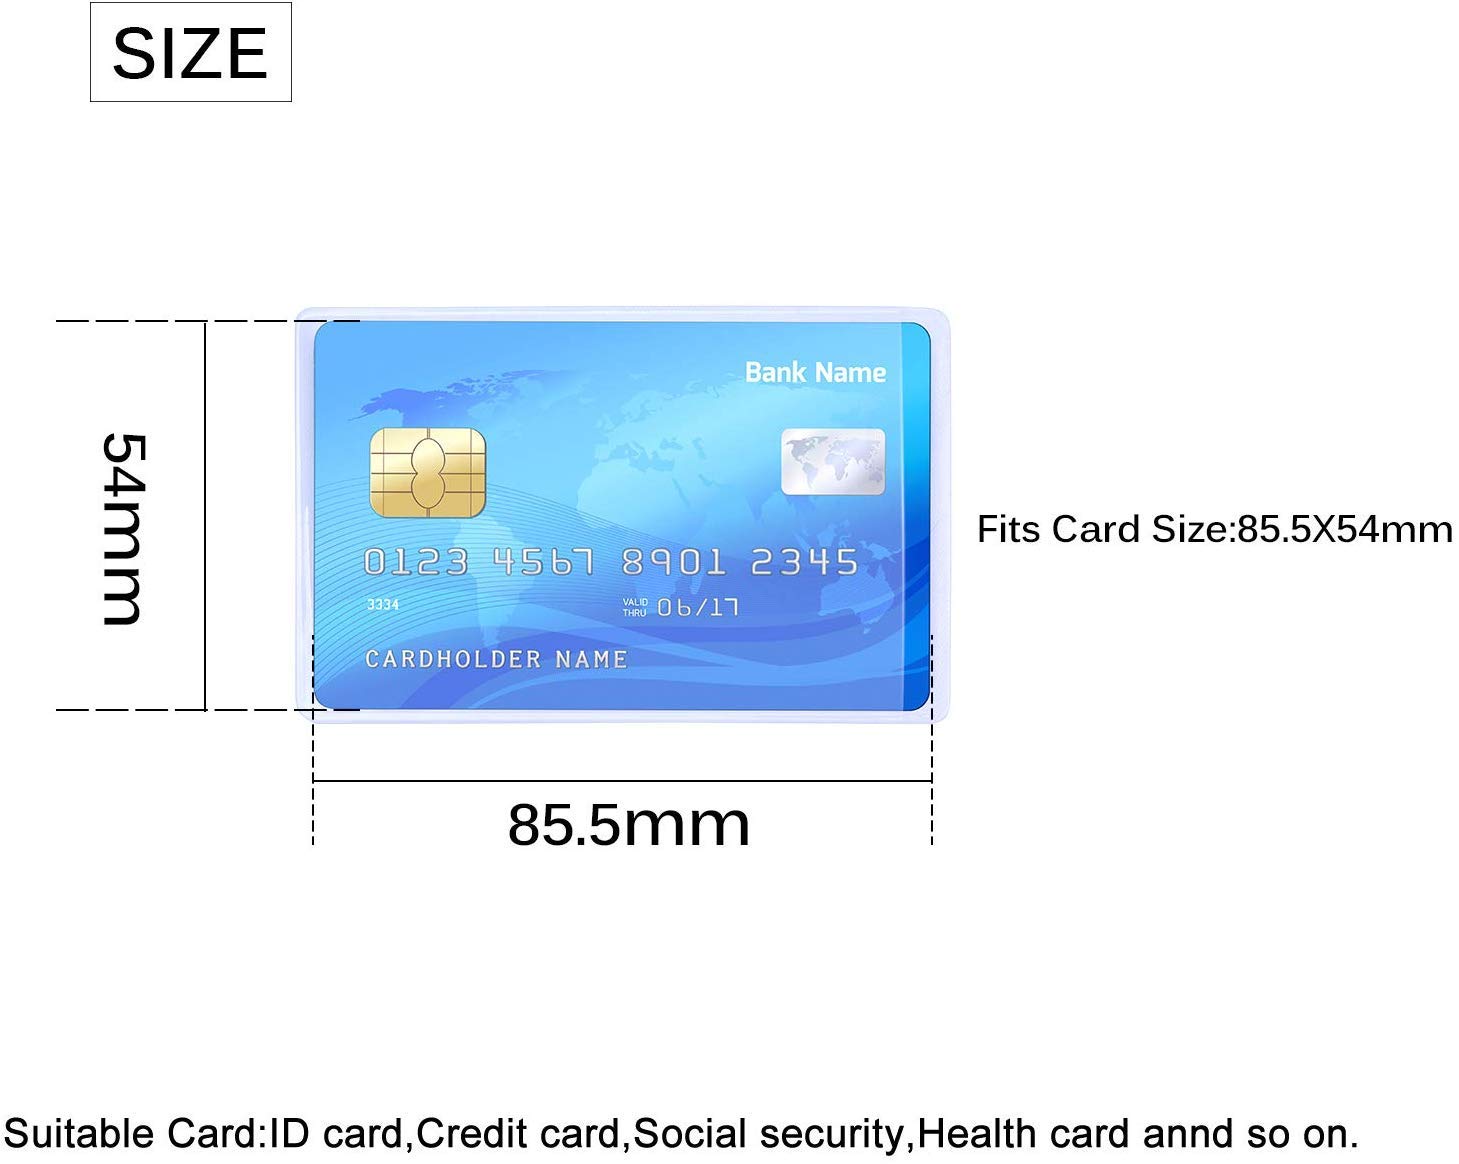 SIZE
Bank Name
54mm
Fits Card Size:85.5X54mm
0123 4567 8901 2345
3334
VALID
THRU 06/17
CARDHOLDER NAME
85.5mm
Suitable Card:ID card,Credit card,Social security,Health card annd so on.